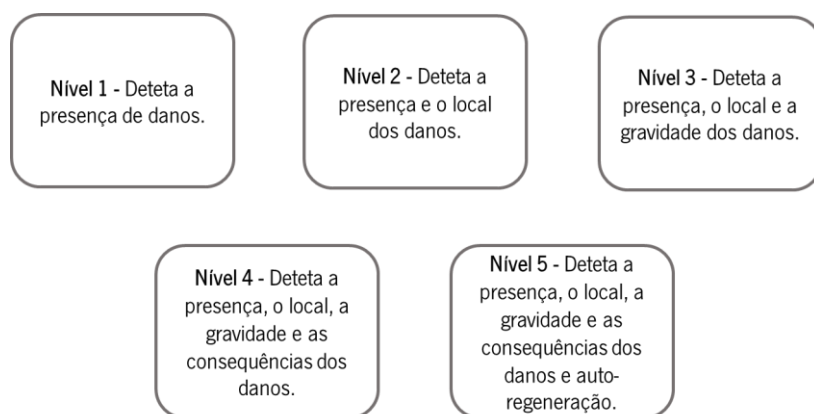 Nível 1 - Deteta a
presença de danos.
Nível 2 - Deteta a
presença e o local
dos danos.
Nível 3 - Deteta a
presença, o local e a
gravidade dos danos.
Nível 4 - Deteta a
presença, o local, a
gravidade e as
consequências dos
danos.
Nível 5 - Deteta a
presença, o local, a
gravidade e as
consequências dos
danos e auto-
regeneração.